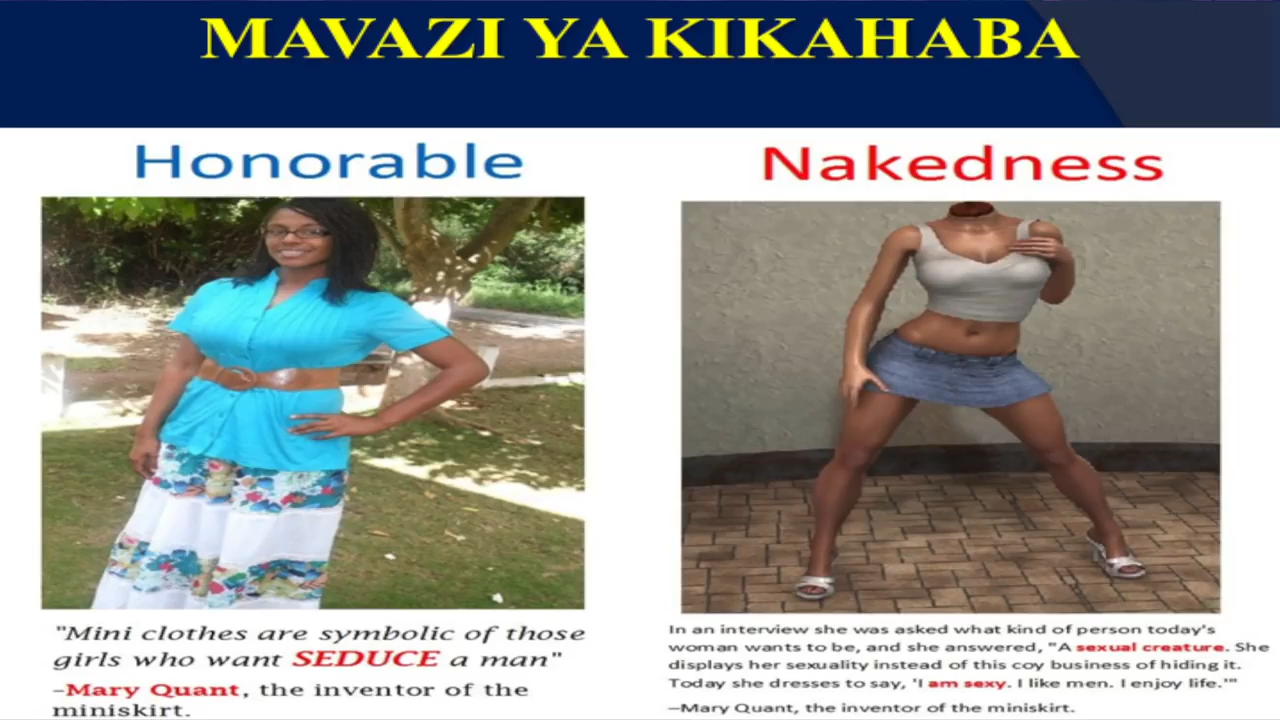 MAVAZI YA KIKAHABA
Honorable
Nakedness
"Mini clothes are symbolic of those
girls who want SEDUCE a man"
–Mary Quant, the inventor of the
miniskirt.
In an interview she was asked what kind of person today's
woman wants to be, and she answered, "A sexual creature. She
displays her sexuality instead of this coy business of hiding it.
Today she dresses to say, 'I am sexy. I like men. I enjoy life.'"
—Mary Quant, the inventor of the miniskirt.